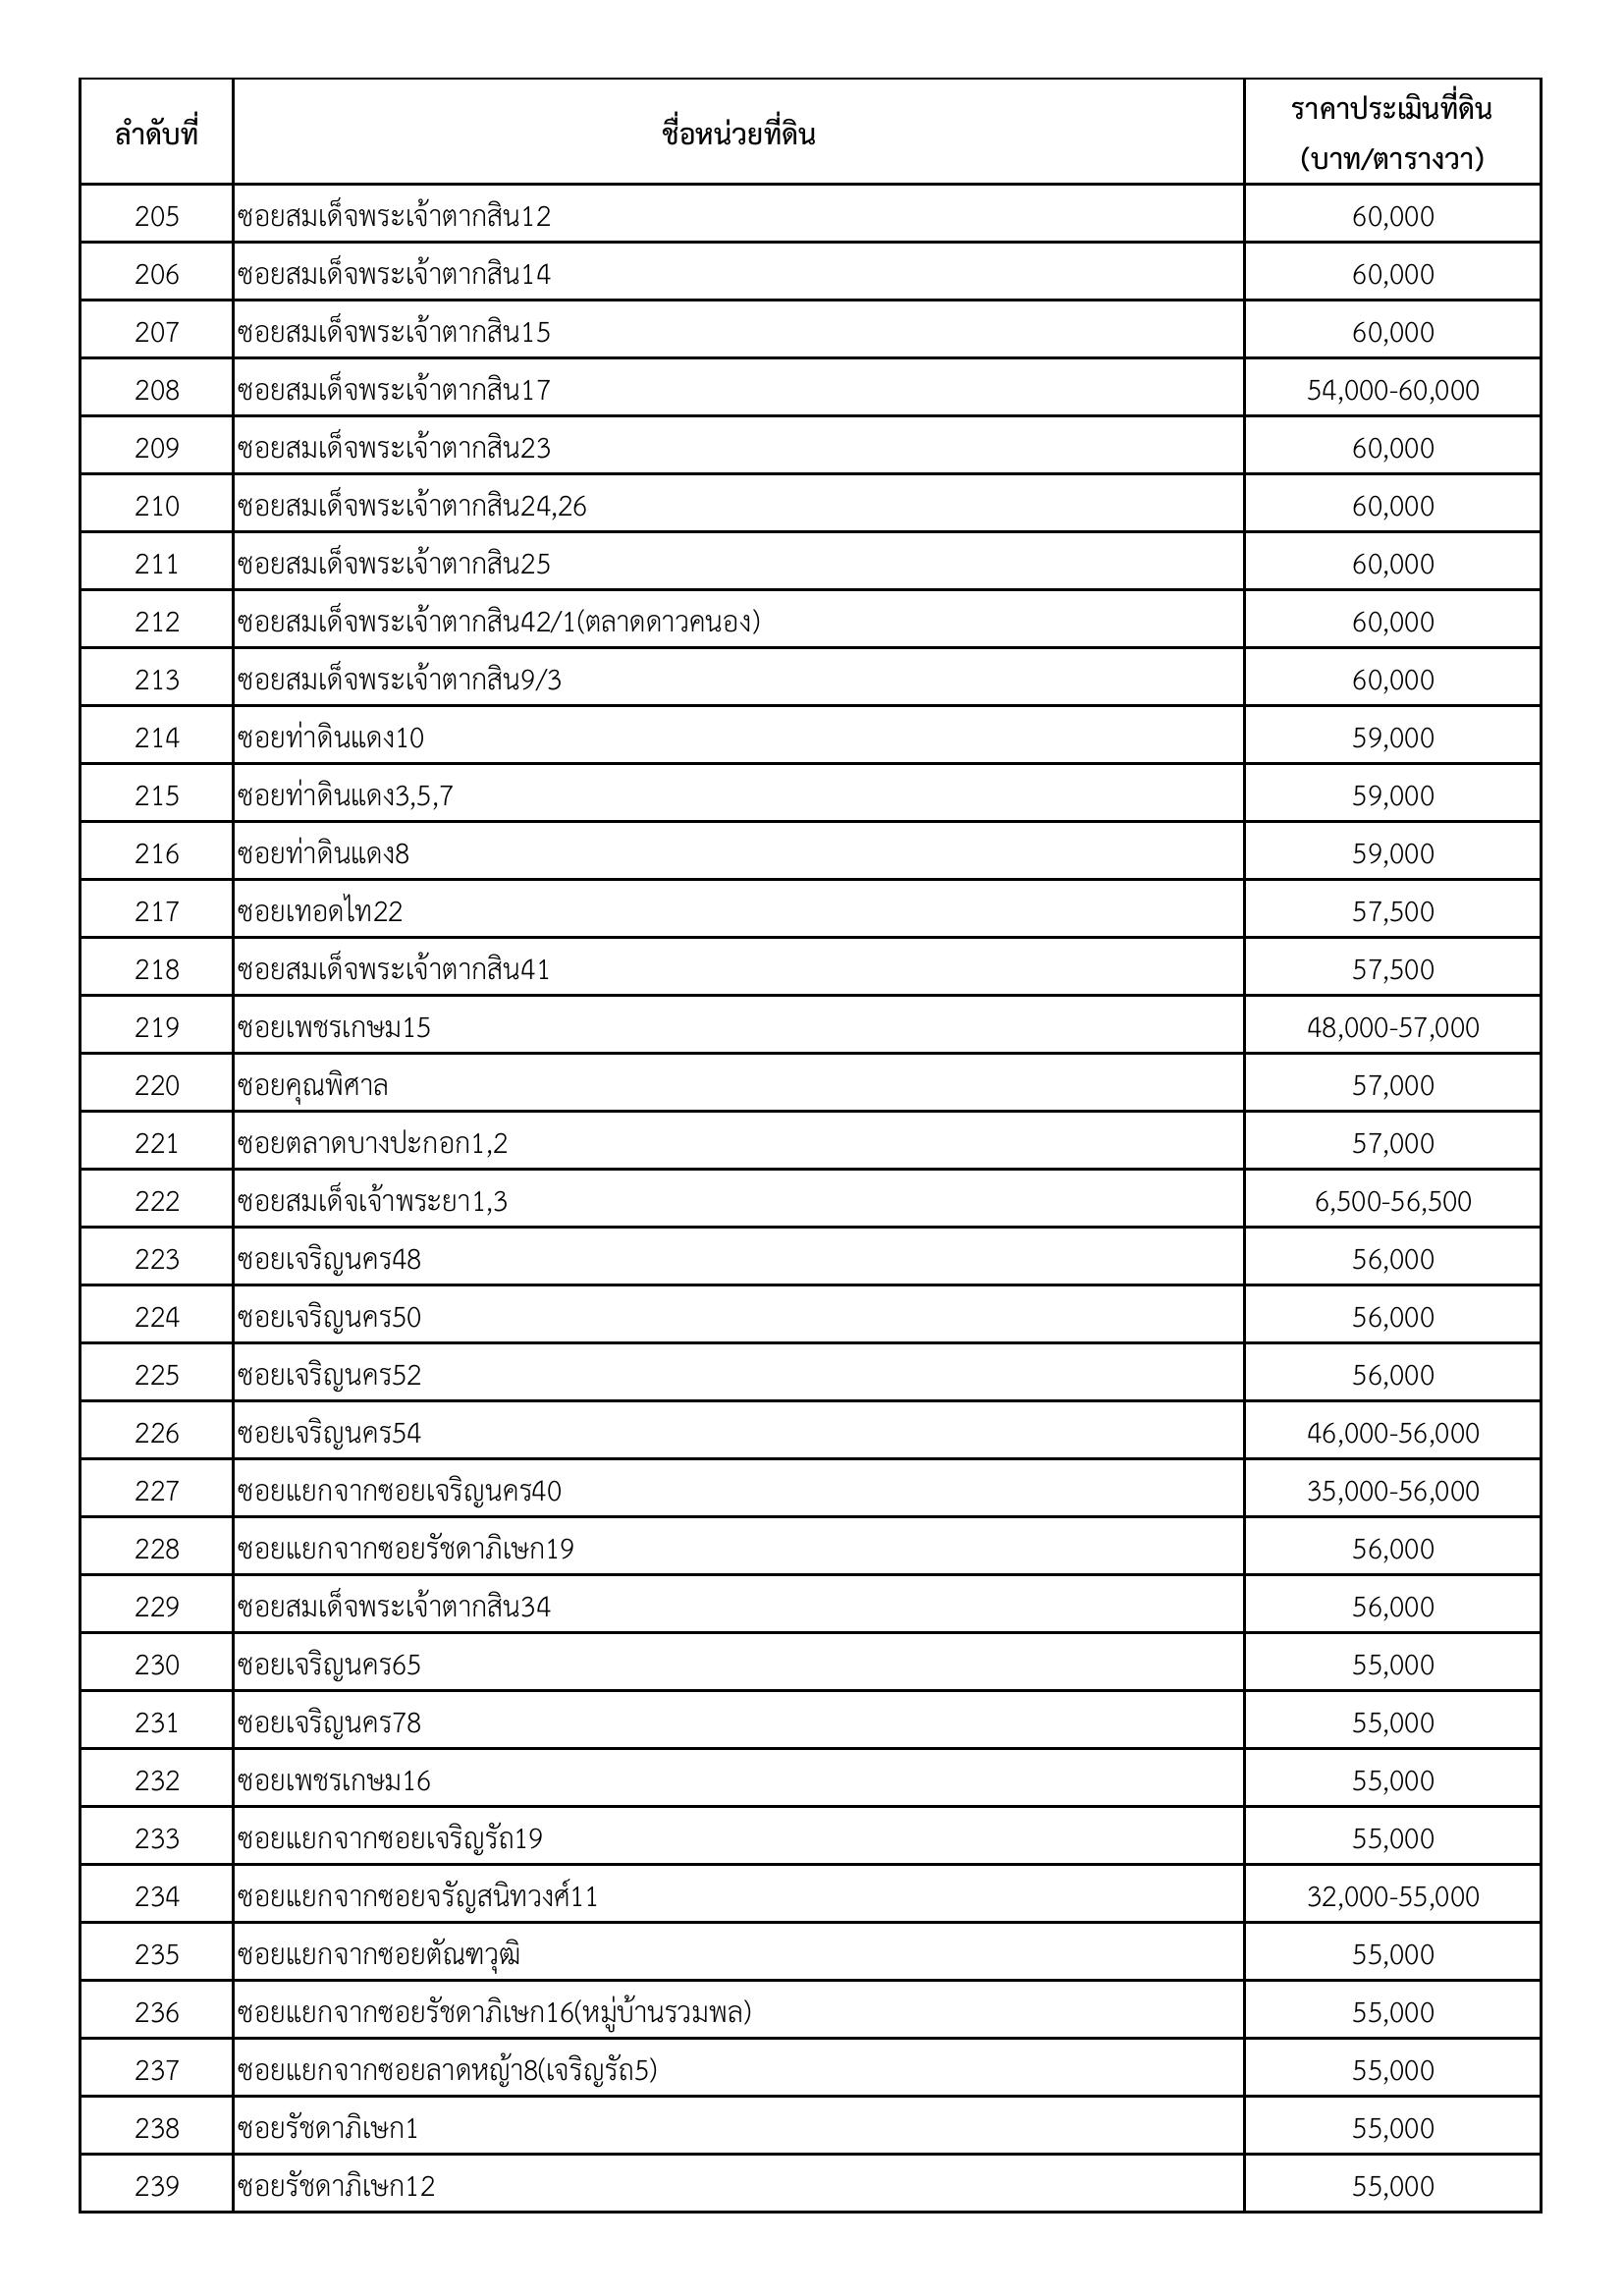 ลำดับที่ ชื่อหน่วยที่ดิน ราคาประเมินที่ดิน
(บาท/ตารางวา)
205 ซอยสมเด็จพระเจ้าตากสิน12 60,000
206 ซอยสมเด็จพระเจ้าตากสิน14 60,000
207 ซอยสมเด็จพระเจ้าตากสิน15 60,000
208 ซอยสมเด็จพระเจ้าตากสิน17 54,000-60,000
209 ซอยสมเด็จพระเจ้าตากสิน23 60,000
210 ซอยสมเด็จพระเจ้าตากสิน24,26 60,000
211 ซอยสมเด็จพระเจ้าตากสิน25 60,000
212 ซอยสมเด็จพระเจ้าตากสิน42/1(ตลาดดาวคนอง) 60,000
213 ซอยสมเด็จพระเจ้าตากสิน9/3 60,000
214 ซอยท่าดินแดง10 59,000
215 ซอยท่าดินแดง3,5,7 59,000
216 ซอยท่าดินแดง8 59,000
217 ซอยเทอดไท22 57,500
218 ซอยสมเด็จพระเจ้าตากสิน41 57,500
219 ซอยเพชรเกษม15 48,000-57,000
220 ซอยคุณพิศาล 57,000
221 ซอยตลาดบางปะกอก1,2 57,000
222 ซอยสมเด็จเจ้าพระยา1,3 6,500-56,500
223 ซอยเจริญนคร48 56,000
224 ซอยเจริญนคร50 56,000
225 ซอยเจริญนคร52 56,000
226 ซอยเจริญนคร54 46,000-56,000
227 ซอยแยกจากซอยเจริญนคร40 35,000-56,000
228 ซอยแยกจากซอยรัชดาภิเษก19 56,000
229 ซอยสมเด็จพระเจ้าตากสิน34 56,000
230 ซอยเจริญนคร65 55,000
231 ซอยเจริญนคร78 55,000
232 ซอยเพชรเกษม16 55,000
233 ซอยแยกจากซอยเจริญรัถ19 55,000
234 ซอยแยกจากซอยจรัญสนิทวงศ์11 32,000-55,000
235 ซอยแยกจากซอยตัณฑวุฒิ 55,000
236 ซอยแยกจากซอยรัชดาภิเษก16(หมู่บ้านรวมพล) 55,000
237 ซอยแยกจากซอยลาดหญ้า8(เจริญรัถ5) 55,000
238 ซอยรัชดาภิเษก1 55,000
239 ซอยรัชดาภิเษก12 55,000